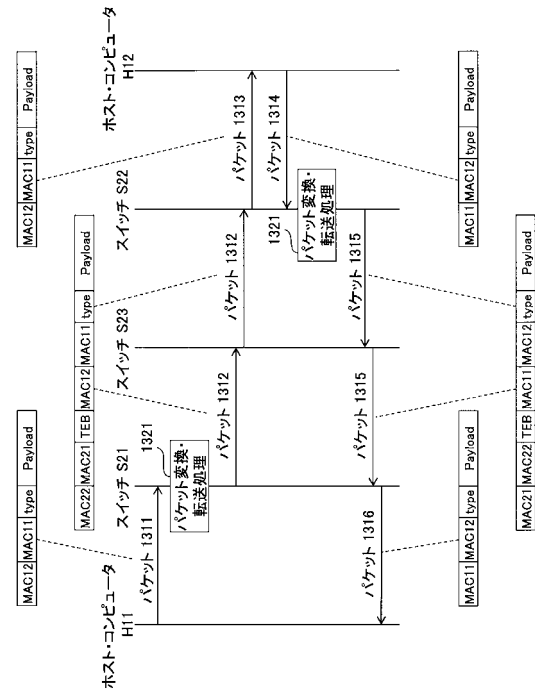 MAC12 MAC11 type Payload
MAC22 MAC21 TEB MAC12 MAC11 type Payload
MAC12 MAC11 type Payload
ホスト・コンピュータ
H11
スイッチ S21
スイッチ S23
スイッチ S22
ホスト・コンピュータ
H12
パケット 1311
1321
パケット変換・
転送処理
パケット 1312
パケット 1312
パケット 1313
パケット 1314
1321
パケット変換・
転送処理
パケット 1315
パケット 1315
パケット 1316
MAC11 MAC12 type Payload
MAC21 MAC22 TEB MAC11 MAC12 type Payload
MAC11 MAC12 type Payload